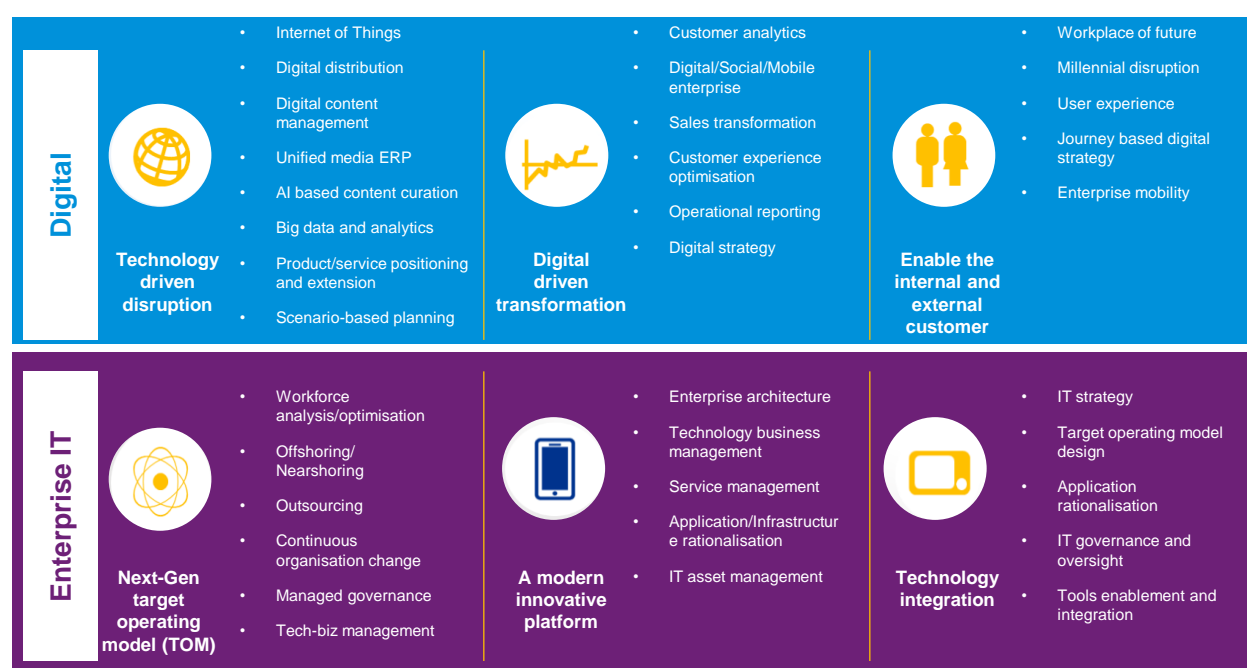 Digital
Technology
driven
disruption
• Internet of Things
• Digital distribution
• Digital content
management
• Unified media ERP
• AI based content curation
• Big data and analytics
• Product/service positioning
and extension
• Scenario-based planning
Digital
driven
transformation
• Customer analytics
• Digital/Social/Mobile
enterprise
• Sales transformation
• Customer experience
optimisation
• Operational reporting
• Digital strategy
Enable the
internal and
external
customer
• Workplace of future
• Millennial disruption
• User experience
• Journey based digital
strategy
• Enterprise mobility
Enterprise IT
Next-Gen
target
operating
model (TOM)
• Workforce
analysis/optimisation
• Offshoring/
Nearshoring
• Outsourcing
• Continuous
organisation change
• Managed governance
• Tech-biz management
A modern
innovative
platform
• Enterprise architecture
• Technology business
management
• Service management
• Application/Infrastructur
e rationalisation
• IT asset management
Technology
integration
• IT strategy
• Target operating model
design
• Application
rationalisation
• IT governance and
oversight
• Tools enablement and
integration